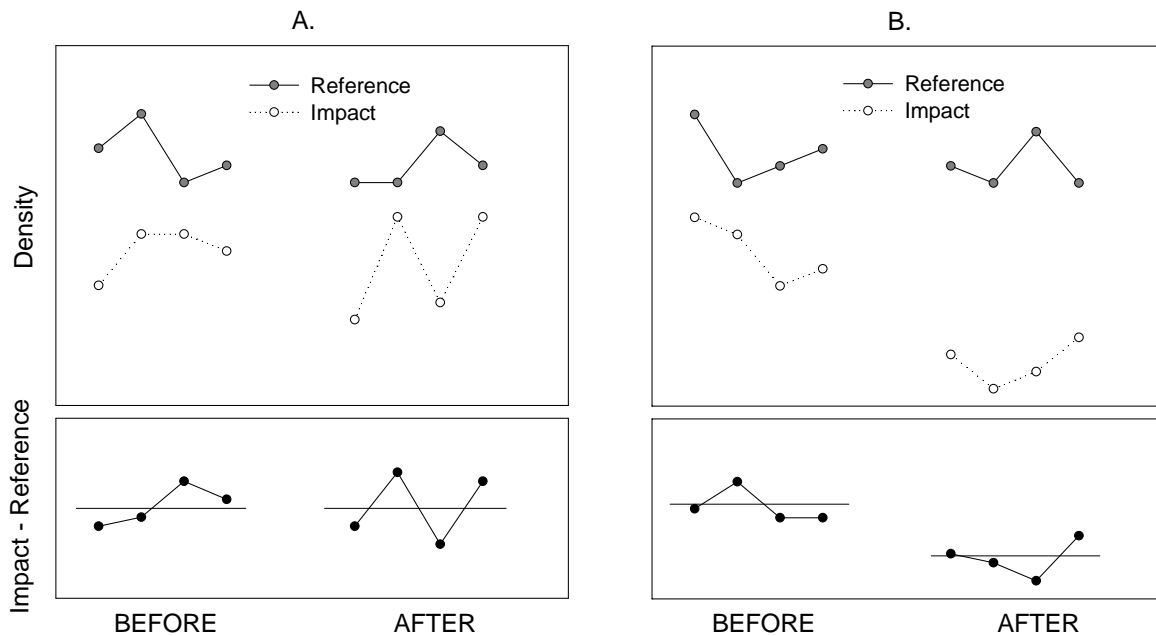 A.
B.
Reference
Impact
Reference
Impact
Density
Impact - Reference
BEFORE
AFTER
BEFORE
AFTER